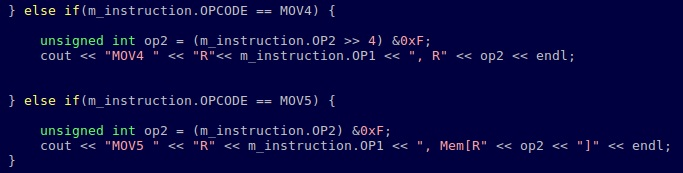 } else if(m_instruction.OPCODE == MOV4) {
unsigned int op2 = (m_instruction.OP2 >> 4) &0xF;
cout << "MOV4 " << "R"<< m_instruction.OP1 << ", R" << op2 << endl;
} else if(m_instruction.OPCODE == MOV5) {
unsigned int op2 = (m_instruction.OP2) &0xF;
cout << "MOV5 " << "R" << m_instruction.OP1 << ", Mem[R" << op2 << "]" << endl;
}